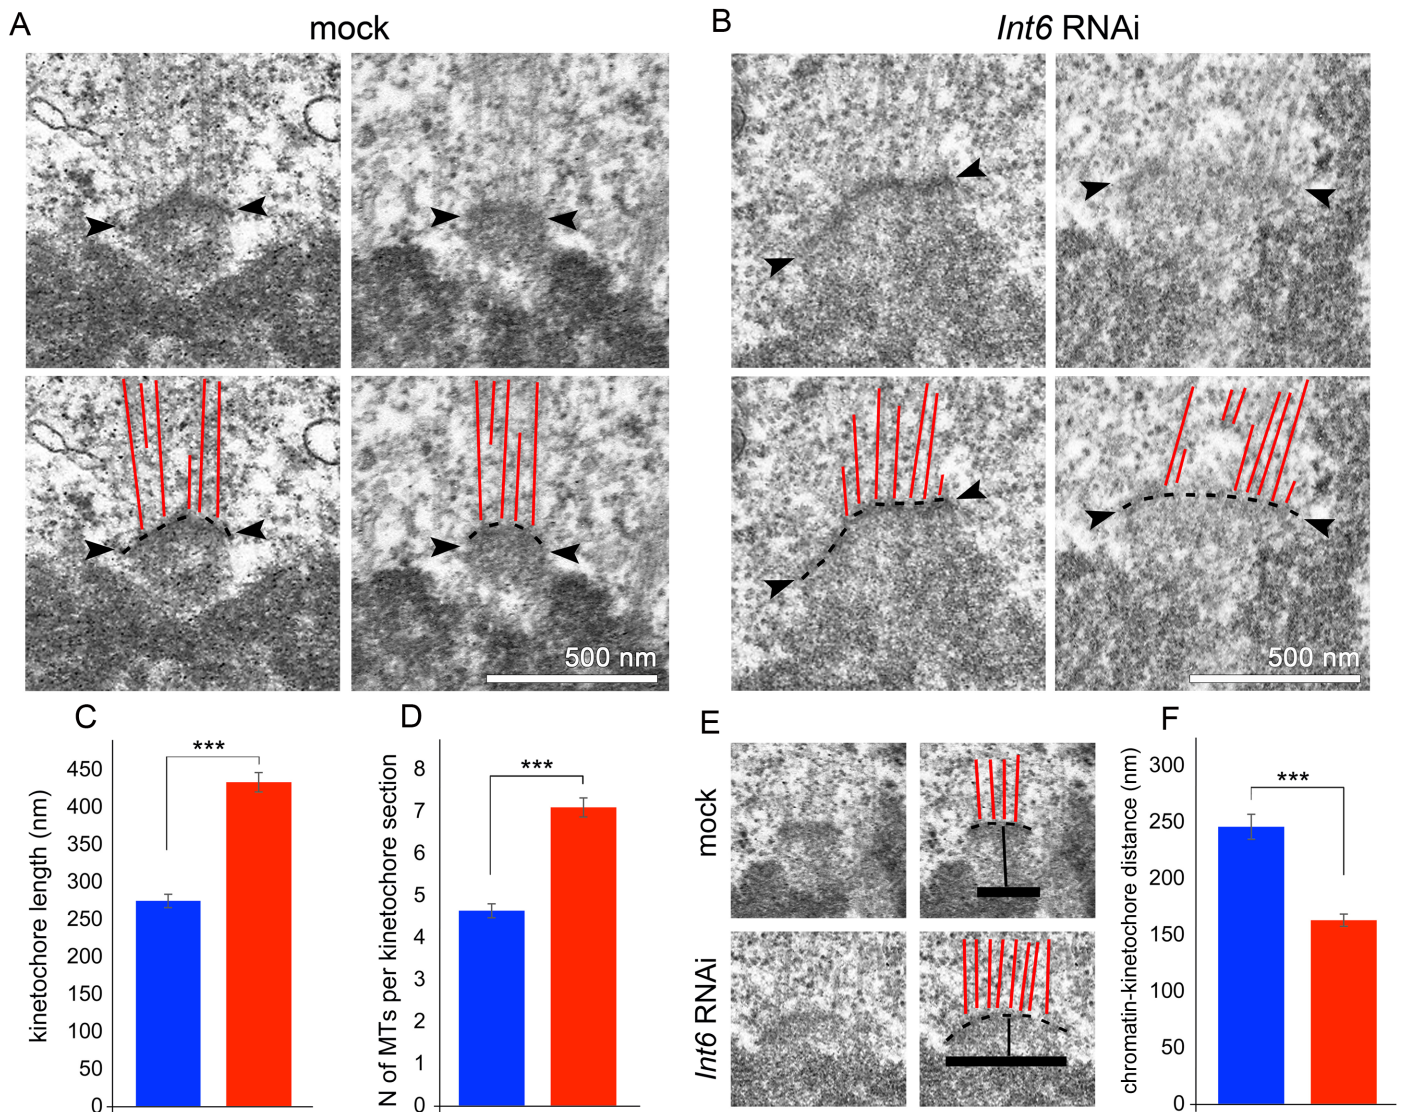 A
mock
B
Int6 RNAi
500 nm
500 nm
C
kinetochore length (nm)
450
400
350
300
250
200
150
100
50
0
***
D
N of MTs per kinetochore section
8
7
6
5
4
3
2
1
0
***
E
mock
Int6 RNAi
F
chromatin-kinetochore distance (nm)
300
250
200
150
100
50
0
***